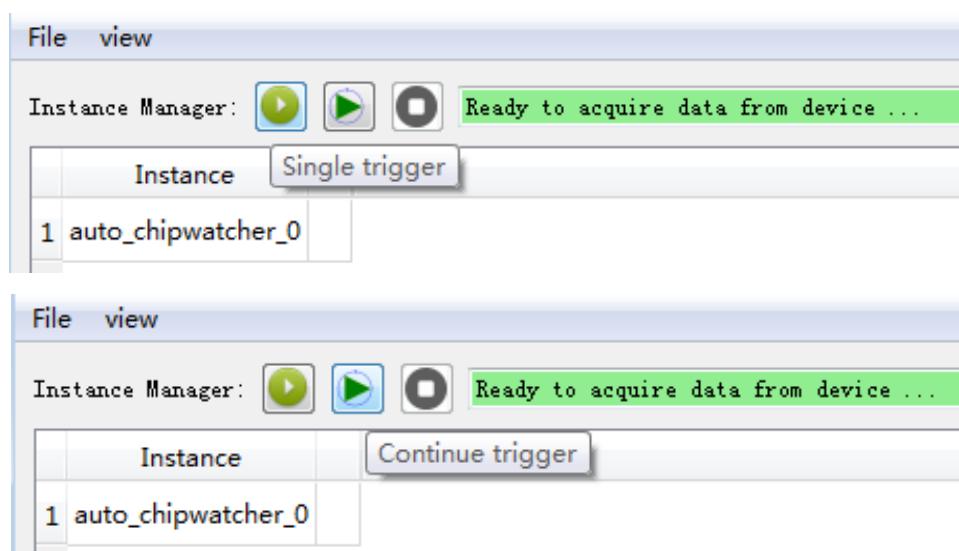 File view
Instance Manager: Ready to acquire data from device ...
Single trigger
Instance
1 auto_chipwatcher_0
File view
Instance Manager: Ready to acquire data from device ...
Continue trigger
Instance
1 auto_chipwatcher_0